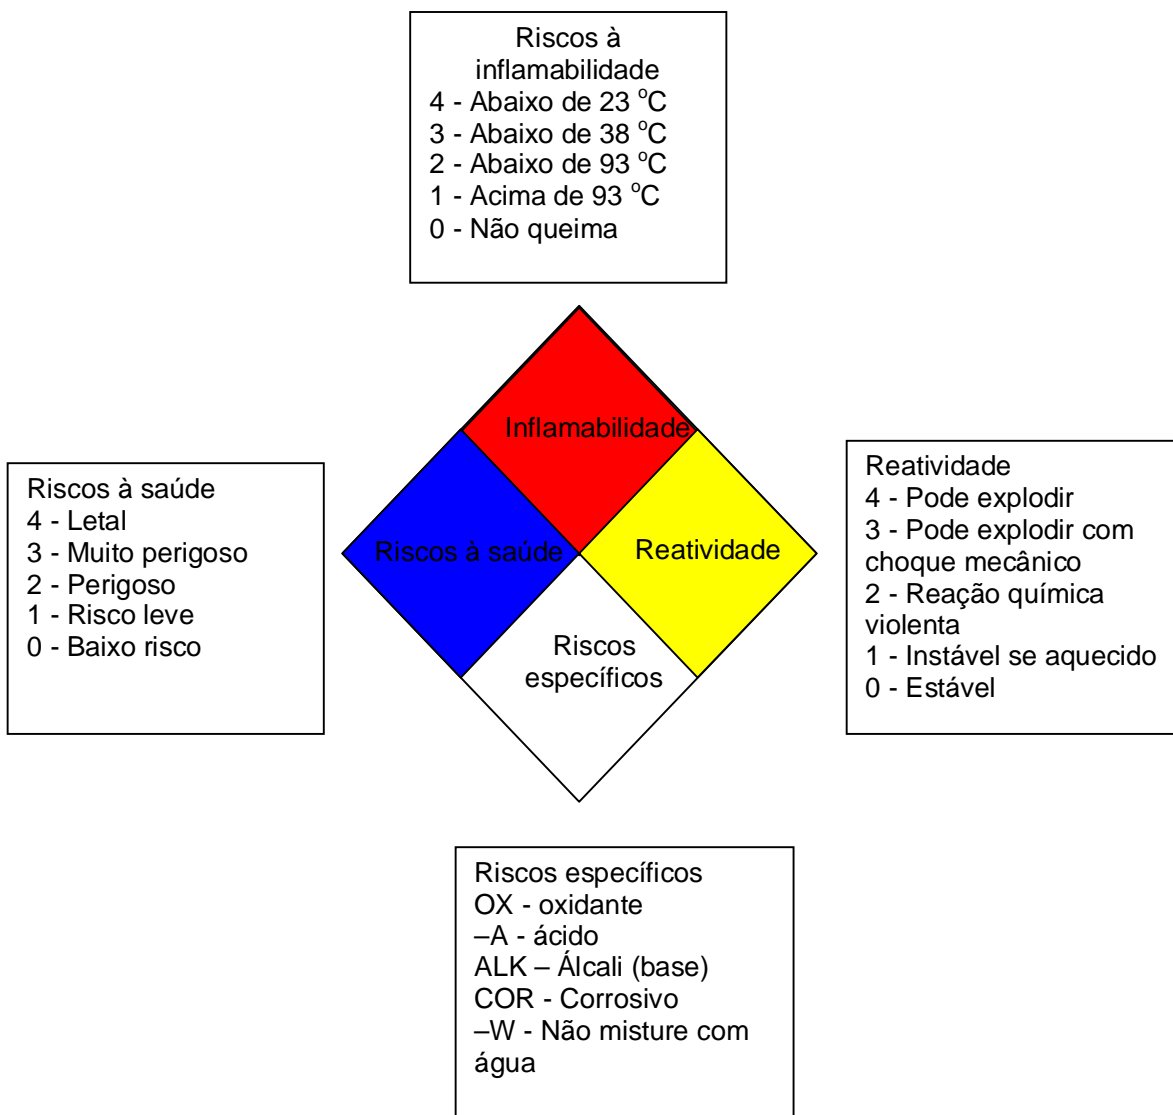 Riscos à
inflamabilidade
4 - Abaixo de 23 °C
3 - Abaixo de 38 °C
2 - Abaixo de 93 °C
1 - Acima de 93 °C
0 - Não queima
Inflamabilidade
Riscos à saúde
4 - Letal
3 - Muito perigoso
2 - Perigoso
1 - Risco leve
0 - Baixo risco
Riscos à saúde
Reatividade
Reatividade
4 - Pode explodir
3 - Pode explodir com
choque mecânico
2 - Reação química
violenta
1 - Instável se aquecido
0 - Estável
Riscos
específicos
Riscos específicos
OX - oxidante
–A - ácido
ALK – Álcali (base)
COR - Corrosivo
–W - Não misture com
água